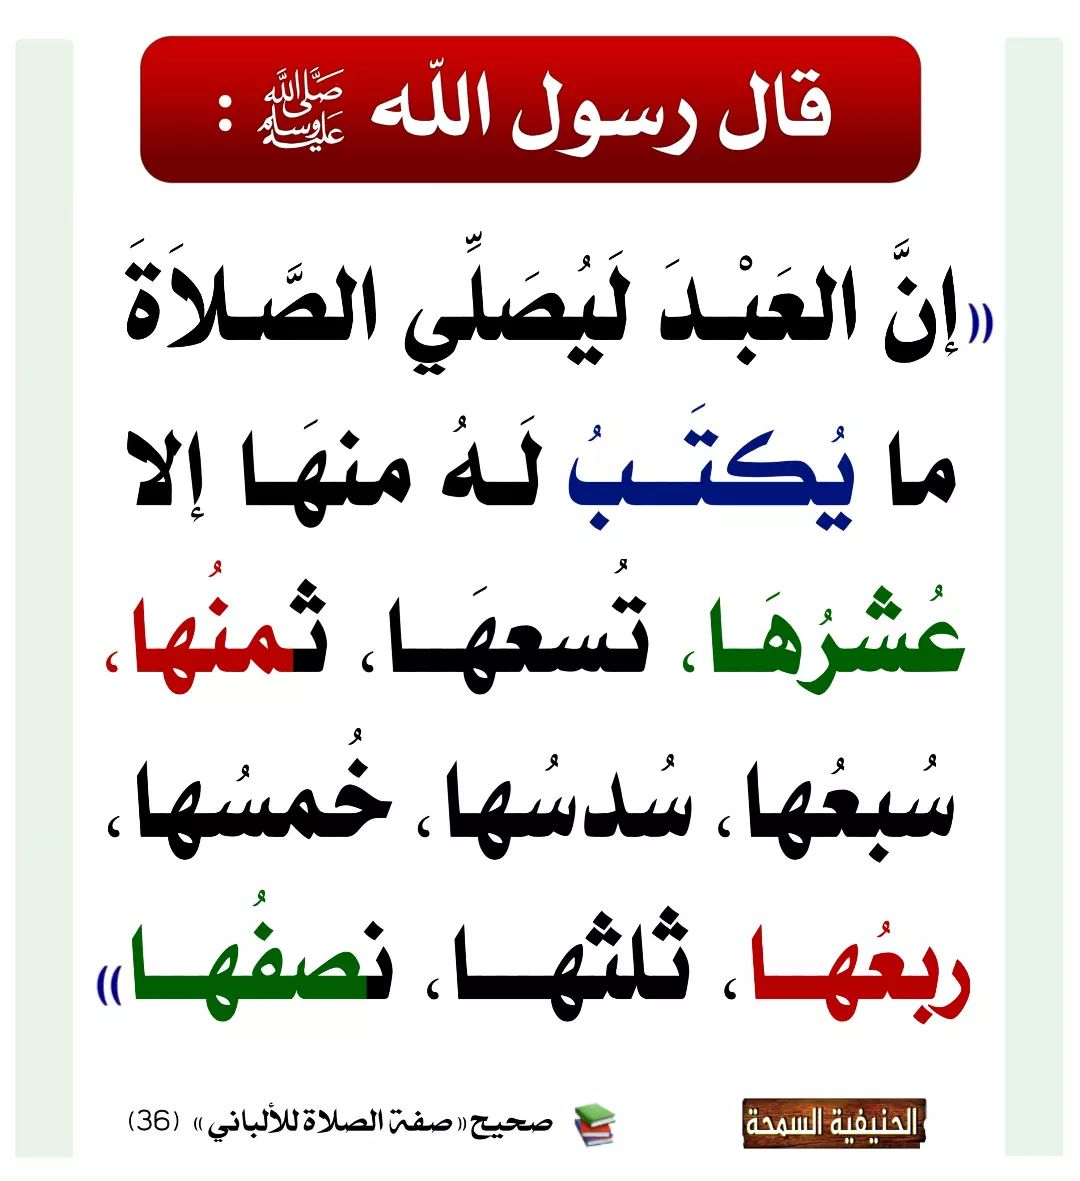 قال رسول الله ﷺ :
«إنَّ العَبْدَ لَيُصَلِّي الصَّلاَةَ
ما يُكتَبُ لَهُ منهَا إلا
عُشرُهَا، تُسعهَا، ثمنُها،
سُبعُها، سُدسُها، خُمسُها،
ربعُها، ثلثها، نصفُها»
صحيح «صفة الصلاة للألباني» (36)
الحنيفية السمحة